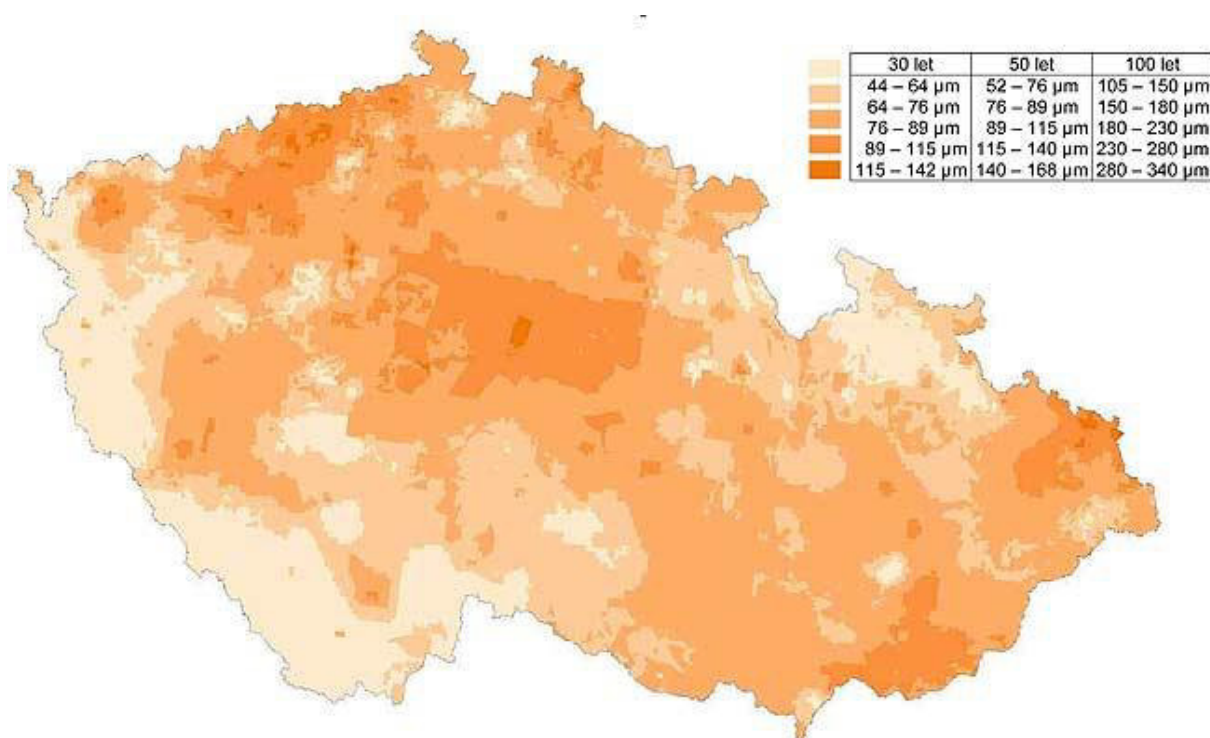 30 let 50 let 100 let
44 – 64 µm 52 – 76 µm 105 – 150 µm
64 – 76 µm 76 – 89 µm 150 – 180 µm
76 – 89 µm 89 – 115 µm 180 – 230 µm
89 – 115 µm 115 – 140 µm 230 – 280 µm
115 – 142 µm 140 – 168 µm 280 – 340 µm